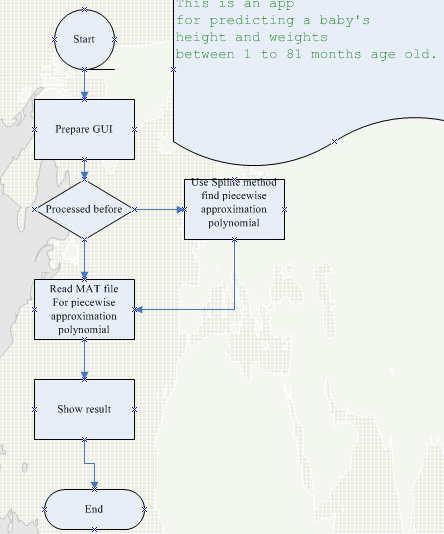 This is an app
for predicting a baby's
height and weights
between 1 to 81 months age old.
Start
Prepare GUI
Processed before
Use Spline method
find piecewise
approximation
polynomial
Read MAT file
For piecewise
approximation
polynomial
Show result
End